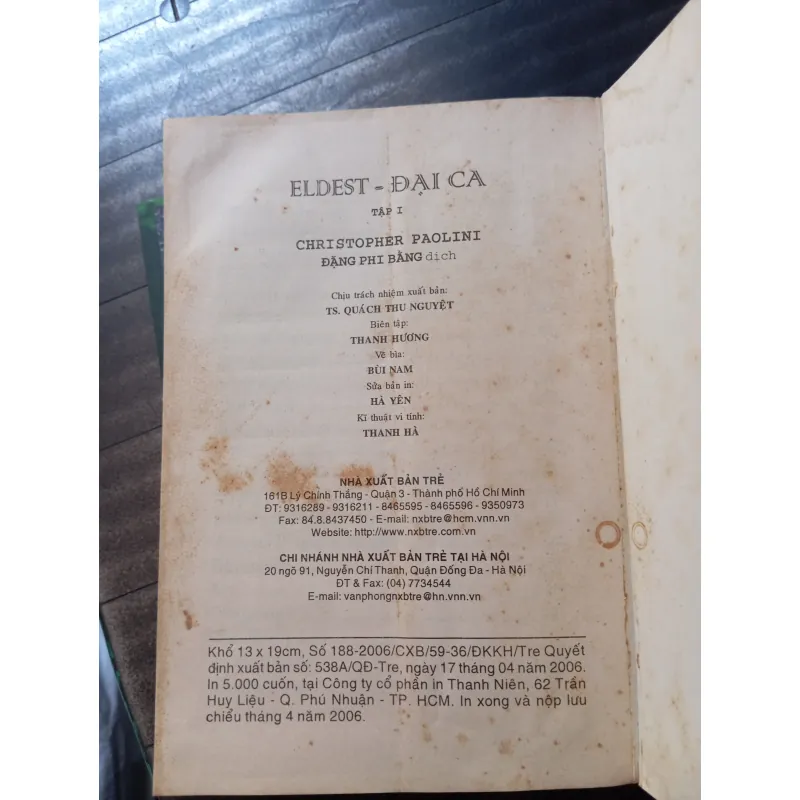 ELDEST - ĐẠI CA
TẬP I
CHRISTOPHER PAOLINI
ĐẶNG PHI BẰNG dịch
Chịu trách nhiệm xuất bản:
TS. QUÁCH THU NGUYỆT
Biên tập:
THANH HƯƠNG
Vẽ bìa:
BÙI NAM
Sửa bản in:
HÀ YÊN
Kĩ thuật vi tính:
THANH HÀ
NHÀ XUẤT BẢN TRẺ
161B Lý Chính Thắng - Quận 3 - Thành phố Hồ Chí Minh
ĐT: 9316289 - 9316211 - 8465595 - 8465596 - 9350973
Fax: 84.8.8437450 - E-mail: nxbtre@hcm.vnn.vn
Website: http://www.nxbtre.com.vn
CHI NHÁNH NHÀ XUẤT BẢN TRẺ TẠI HÀ NỘI
20 ngõ 91, Nguyễn Chí Thanh, Quận Đống Đa - Hà Nội
ĐT & Fax: (04) 7734544
E-mail: vanphongnxbtre@hn.vnn.vn
Khổ 13 x 19cm, Số 188-2006/CXB/59-36/ĐKKH/Tre Quyết
định xuất bản số: 538A/QĐ-Tre, ngày 17 tháng 04 năm 2006.
In 5.000 cuốn, tại Công ty cổ phần in Thanh Niên, 62 Trần
Huy Liệu - Q. Phú Nhuận - TP. HCM. In xong và nộp lưu
chiểu tháng 4 năm 2006.